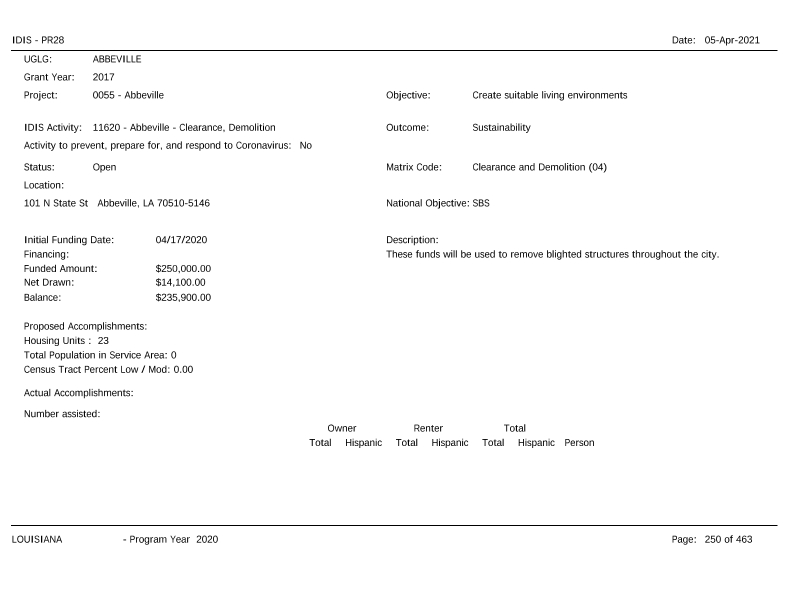 IDIS - PR28 Date: 05-Apr-2021
UGLG: ABBEVILLE
Grant Year: 2017
Project: 0055 - Abbeville Objective: Create suitable living environments
IDIS Activity: 11620 - Abbeville - Clearance, Demolition Outcome: Sustainability
Activity to prevent, prepare for, and respond to Coronavirus: No
Status: Open Matrix Code: Clearance and Demolition (04)
Location:
101 N State St Abbeville, LA 70510-5146 National Objective: SBS
Initial Funding Date: 04/17/2020 Description:
Financing: These funds will be used to remove blighted structures throughout the city.
Funded Amount: $250,000.00
Net Drawn: $14,100.00
Balance: $235,900.00
Proposed Accomplishments:
Housing Units : 23
Total Population in Service Area: 0
Census Tract Percent Low / Mod: 0.00
Actual Accomplishments:
Number assisted:
Owner Renter Total
Total Hispanic Total Hispanic Total Hispanic Person
LOUISIANA - Program Year 2020 Page: 250 of 463